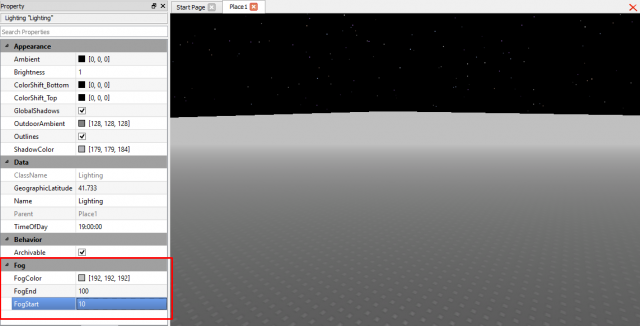 Property
Lighting "Lighting"
Search Properties
Appearance
Ambient [0, 0, 0]
Brightness 1
ColorShift_Bottom [0, 0, 0]
ColorShift_Top [0, 0, 0]
GlobalShadows
OutdoorAmbient [128, 128, 128]
Outlines
ShadowColor [179, 179, 184]
Data
ClassName Lighting
GeographicLatitude 41.733
Name Lighting
Parent Place1
TimeOfDay 19:00:00
Behavior
Archivable
Fog
FogColor [192, 192, 192]
FogEnd 100
FogStart 10
Start Page Place1